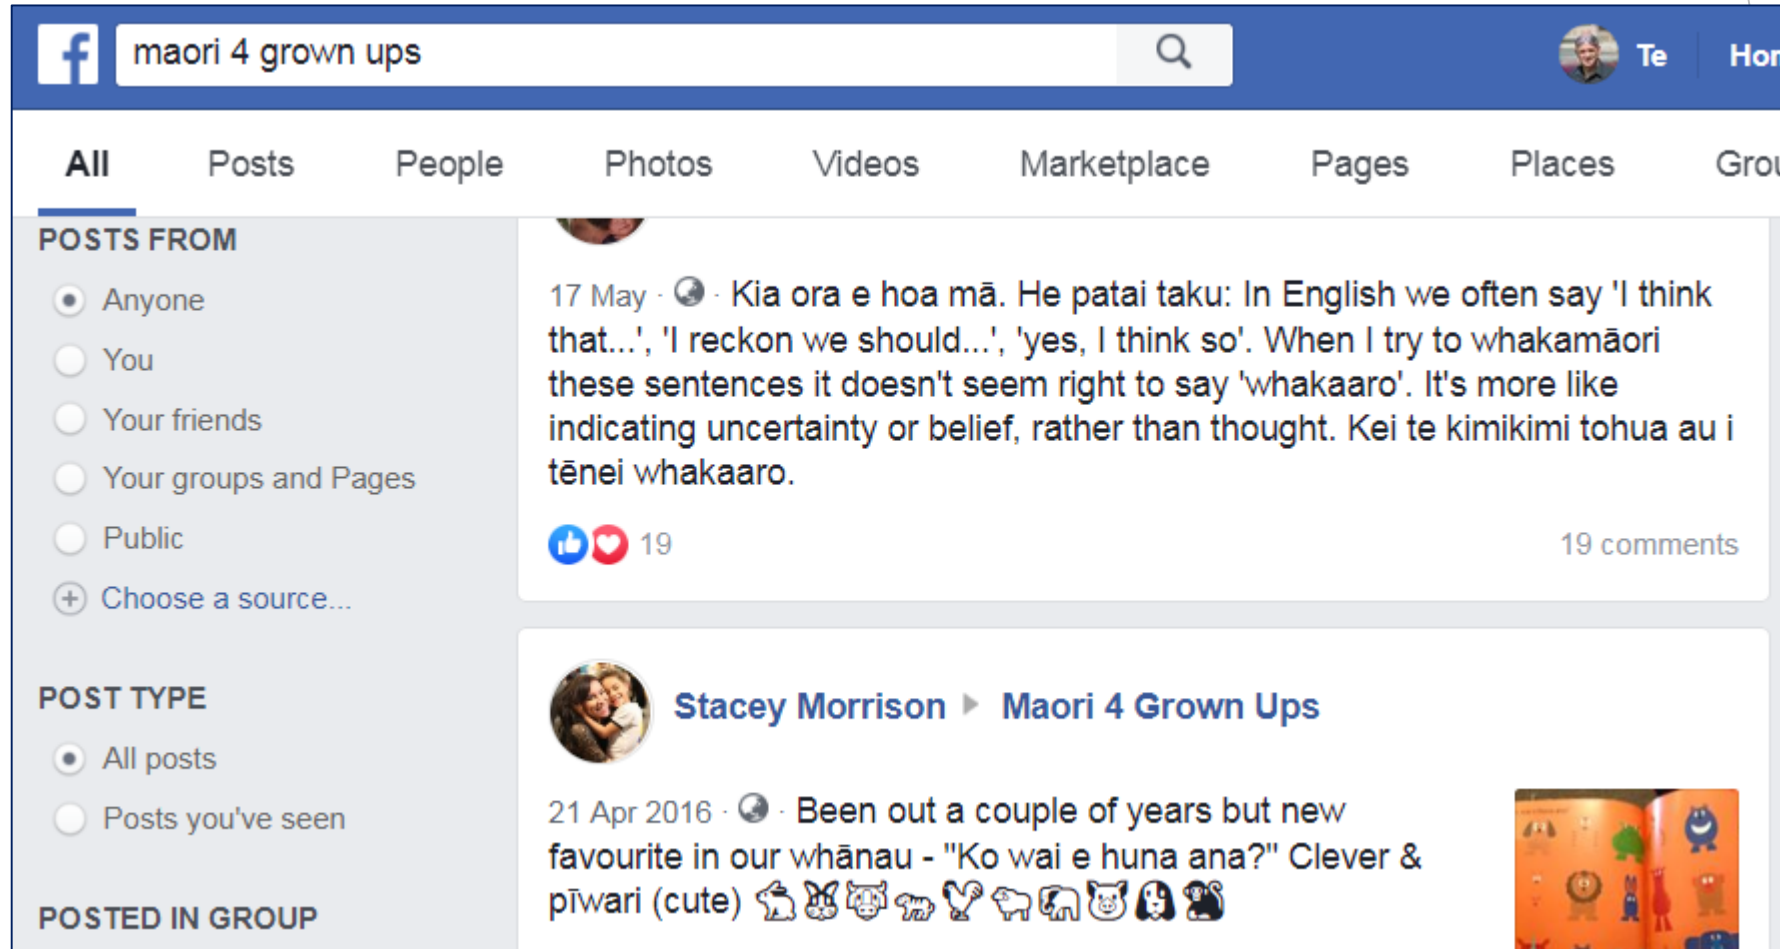 f maori 4 grown ups Te
All Posts People Photos Videos Marketplace Pages Places
POSTS FROM
Anyone
You
Your friends
Your groups and Pages
Public
Choose a source...
POST TYPE
All posts
Posts you've seen
POSTED IN GROUP
17 May · Kia ora e hoa mā. He patai taku: In English we often say 'I think
that...', 'I reckon we should...', 'yes, I think so'. When I try to whakamāori
these sentences it doesn't seem right to say 'whakaaro'. It's more like
indicating uncertainty or belief, rather than thought. Kei te kimikimi tohua au i
tēnei whakaaro.
19 19 comments
Stacey Morrison Maori 4 Grown Ups
21 Apr 2016 · Been out a couple of years but new
favourite in our whānau - "Ko wai e huna ana?" Clever &
pīwari (cute) 🐇🐰🐮🐅🐓🐑🐘🐷🐶🐒